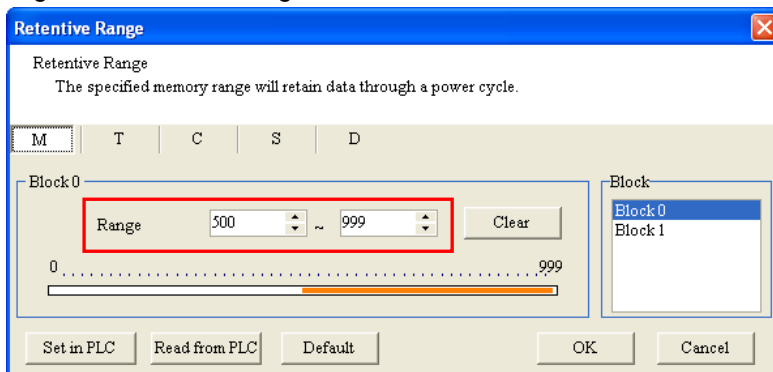 Retentive Range
Retentive Range
The specified memory range will retain data through a power cycle.
M T C S D
Block 0
Range 500 ~ 999 Clear
0 999
Block
Block 0
Block 1
Set in PLC Read from PLC Default OK Cancel